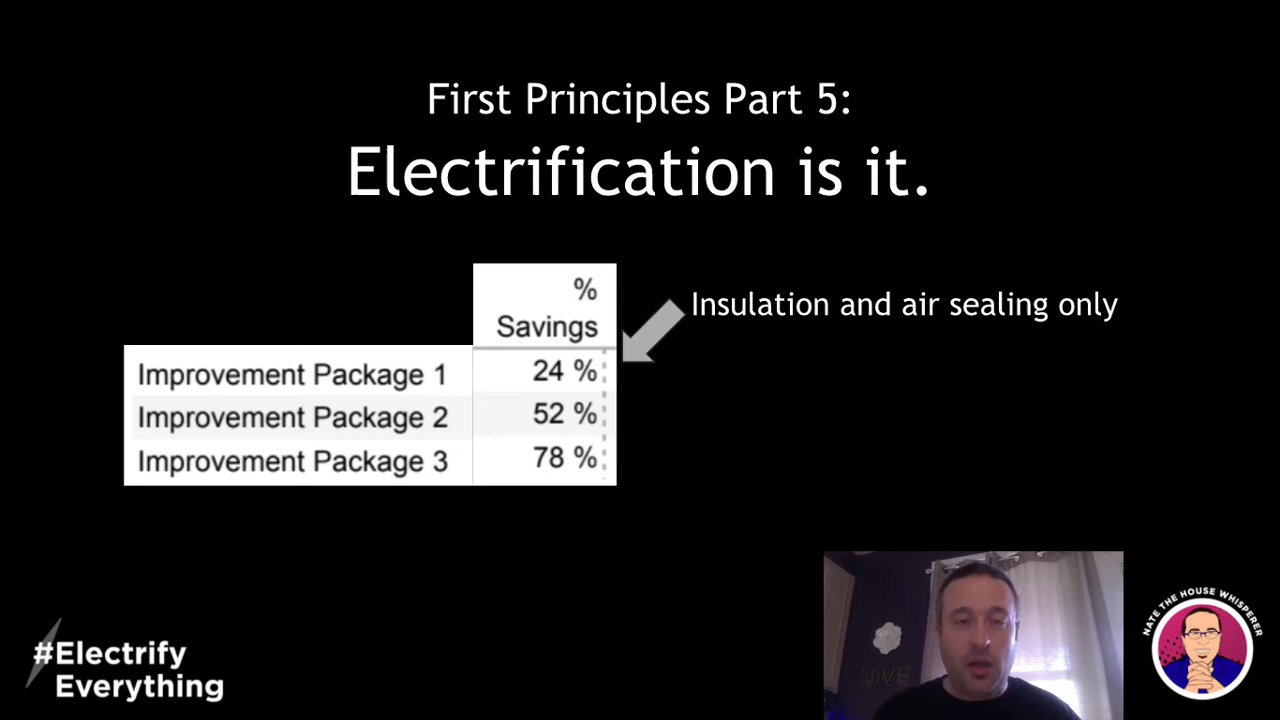 First Principles Part 5:
Electrification is it.
%
Savings
Insulation and air sealing only
Improvement Package 1 24 %
Improvement Package 2 52 %
Improvement Package 3 78 %
#Electrify
Everything
NATE THE HOUSE WHISPERER